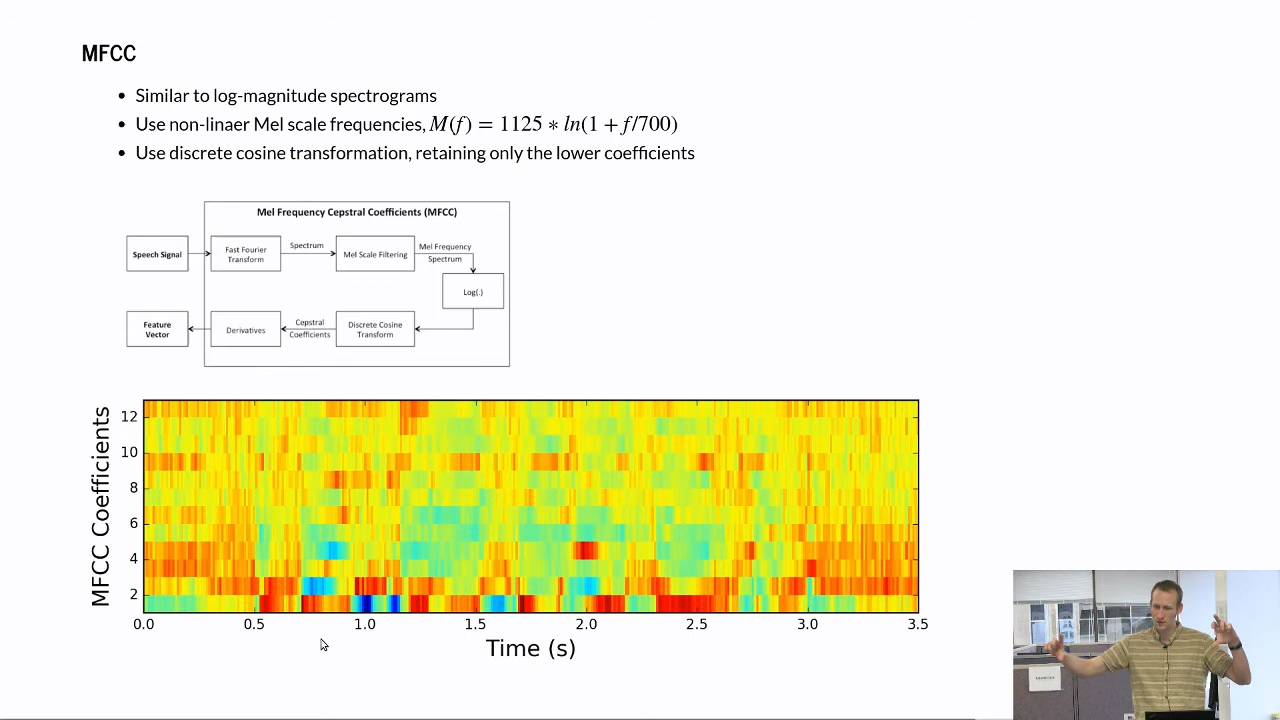 MFCC
• Similar to log-magnitude spectrograms
• Use non-linaer Mel scale frequencies, M(f) = 1125 * ln(1 + f/700)
• Use discrete cosine transformation, retaining only the lower coefficients
Mel Frequency Cepstral Coefficients (MFCC)
Speech Signal
Fast Fourier
Transform
Spectrum
Mel Scale Filtering
Mel Frequency
Spectrum
Log(.)
Feature
Vector
Derivatives
Cepstral
Coefficients
Discrete Cosine
Transform
MFCC Coefficients
12
10
8
6
4
2
0.0 0.5 1.0 1.5 2.0 2.5 3.0 3.5
Time (s)